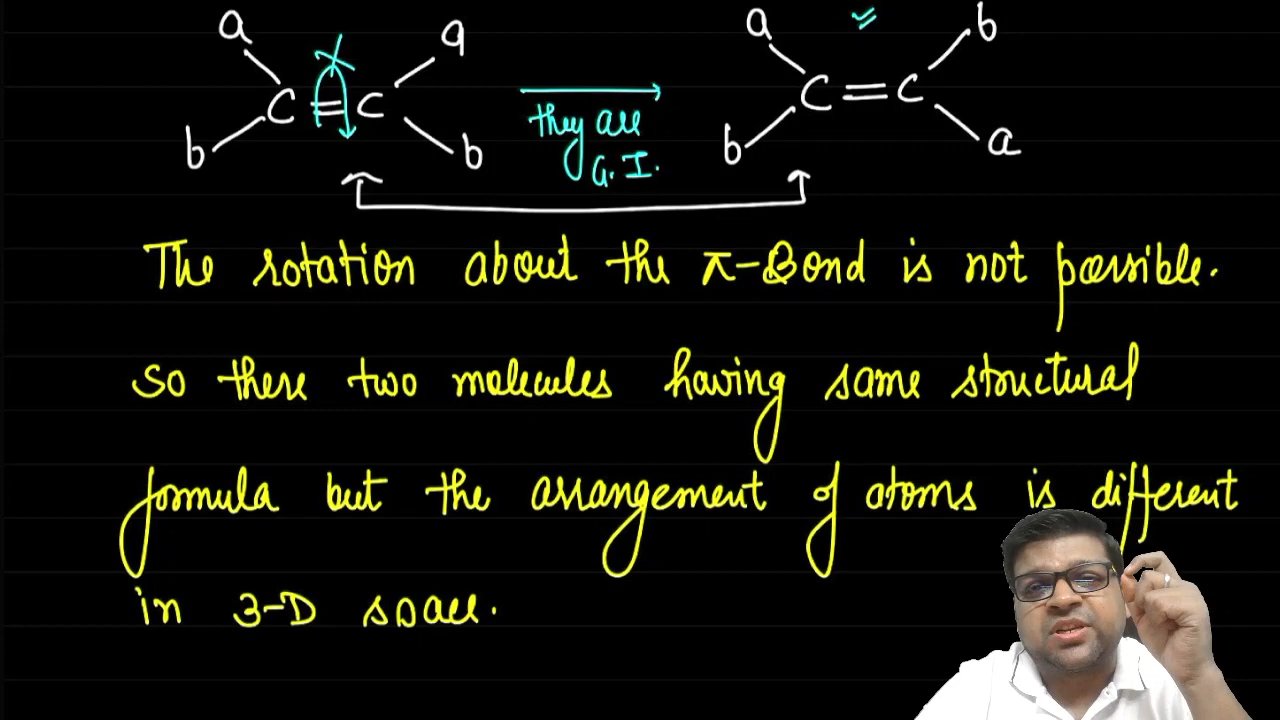 a a a b
C = C C = C
b b b a
they are
G. I.
The rotation about the π-Bond is not possible.
so these two molecules having same structural
formula but the arrangement of atoms is different
in 3-D space.